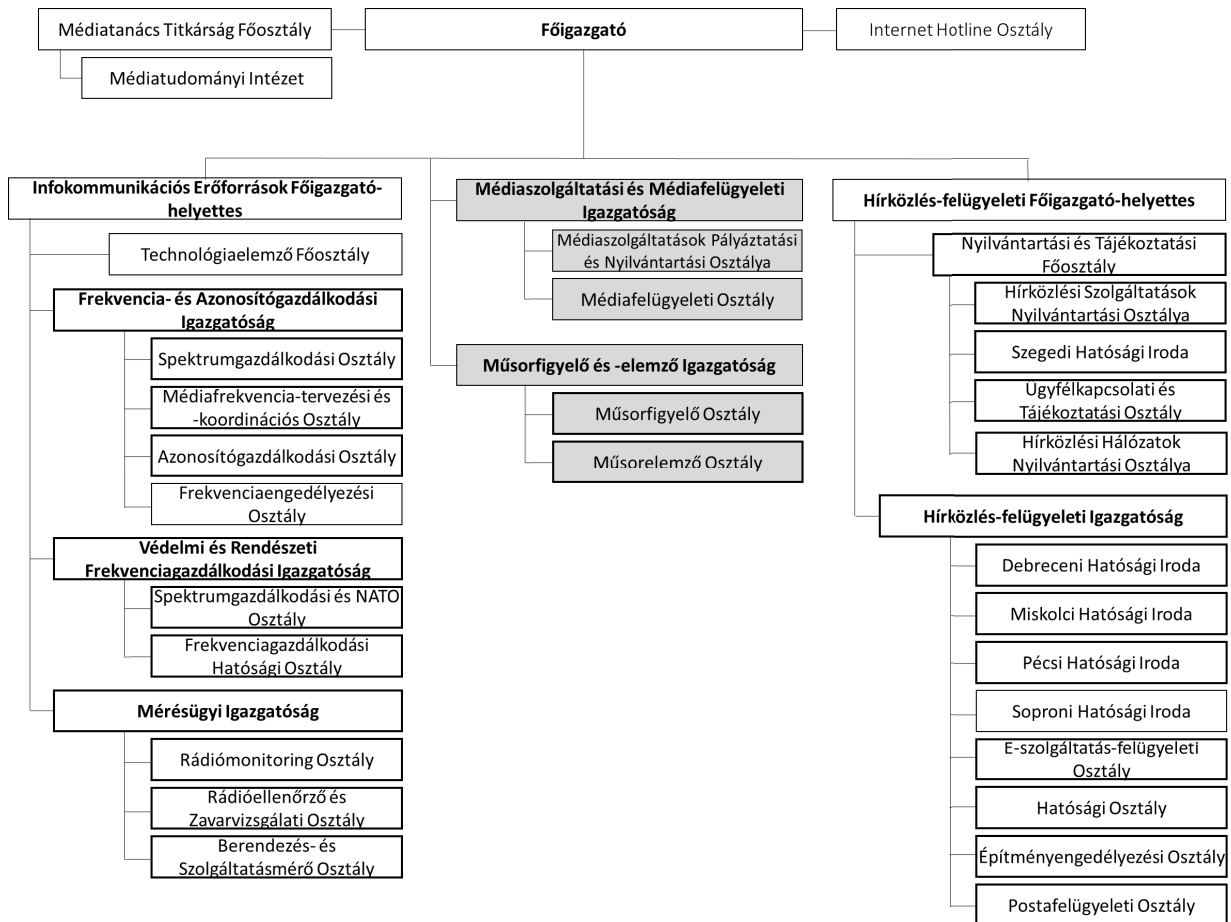 Médiatanács Titkárság Főosztály
Főigazgató
Internet Hotline Osztály
Médiatudományi Intézet
Infokommunikációs Erőforrások Főigazgató-
helyettes
Technológiaelemző Főosztály
Frekvencia- és Azonosítógazdálkodási
Igazgatóság
Spektrumgazdálkodási Osztály
Médiafrekvencia-tervezési és
-koordinációs Osztály
Azonosítógazdálkodási Osztály
Frekvenciaengedélyezési
Osztály
Védelmi és Rendészeti
Frekvenciagazdálkodási Igazgatóság
Spektrumgazdálkodási és NATO
Osztály
Frekvenciagazdálkodási
Hatósági Osztály
Mérésügyi Igazgatóság
Rádiómonitoring Osztály
Rádióellenőrző és
Zavarvizsgálati Osztály
Berendezés- és
Szolgáltatásmérő Osztály
Médiaszolgáltatási és Médiafelügyeleti
Igazgatóság
Médiaszolgáltatások Pályáztatási
és Nyilvántartási Osztálya
Médiafelügyeleti Osztály
Műsorfigyelő és -elemző Igazgatóság
Műsorfigyelő Osztály
Műsorelemző Osztály
Hírközlés-felügyeleti Főigazgató-helyettes
Nyilvántartási és Tájékoztatási
Főosztály
Hírközlési Szolgáltatások
Nyilvántartási Osztálya
Szegedi Hatósági Iroda
Ügyfélkapcsolati és
Tájékoztatási Osztály
Hírközlési Hálózatok
Nyilvántartási Osztálya
Hírközlés-felügyeleti Igazgatóság
Debreceni Hatósági Iroda
Miskolci Hatósági Iroda
Pécsi Hatósági Iroda
Soproni Hatósági Iroda
E-szolgáltatás-felügyeleti
Osztály
Hatósági Osztály
Építményengedélyezési Osztály
Postafelügyeleti Osztály